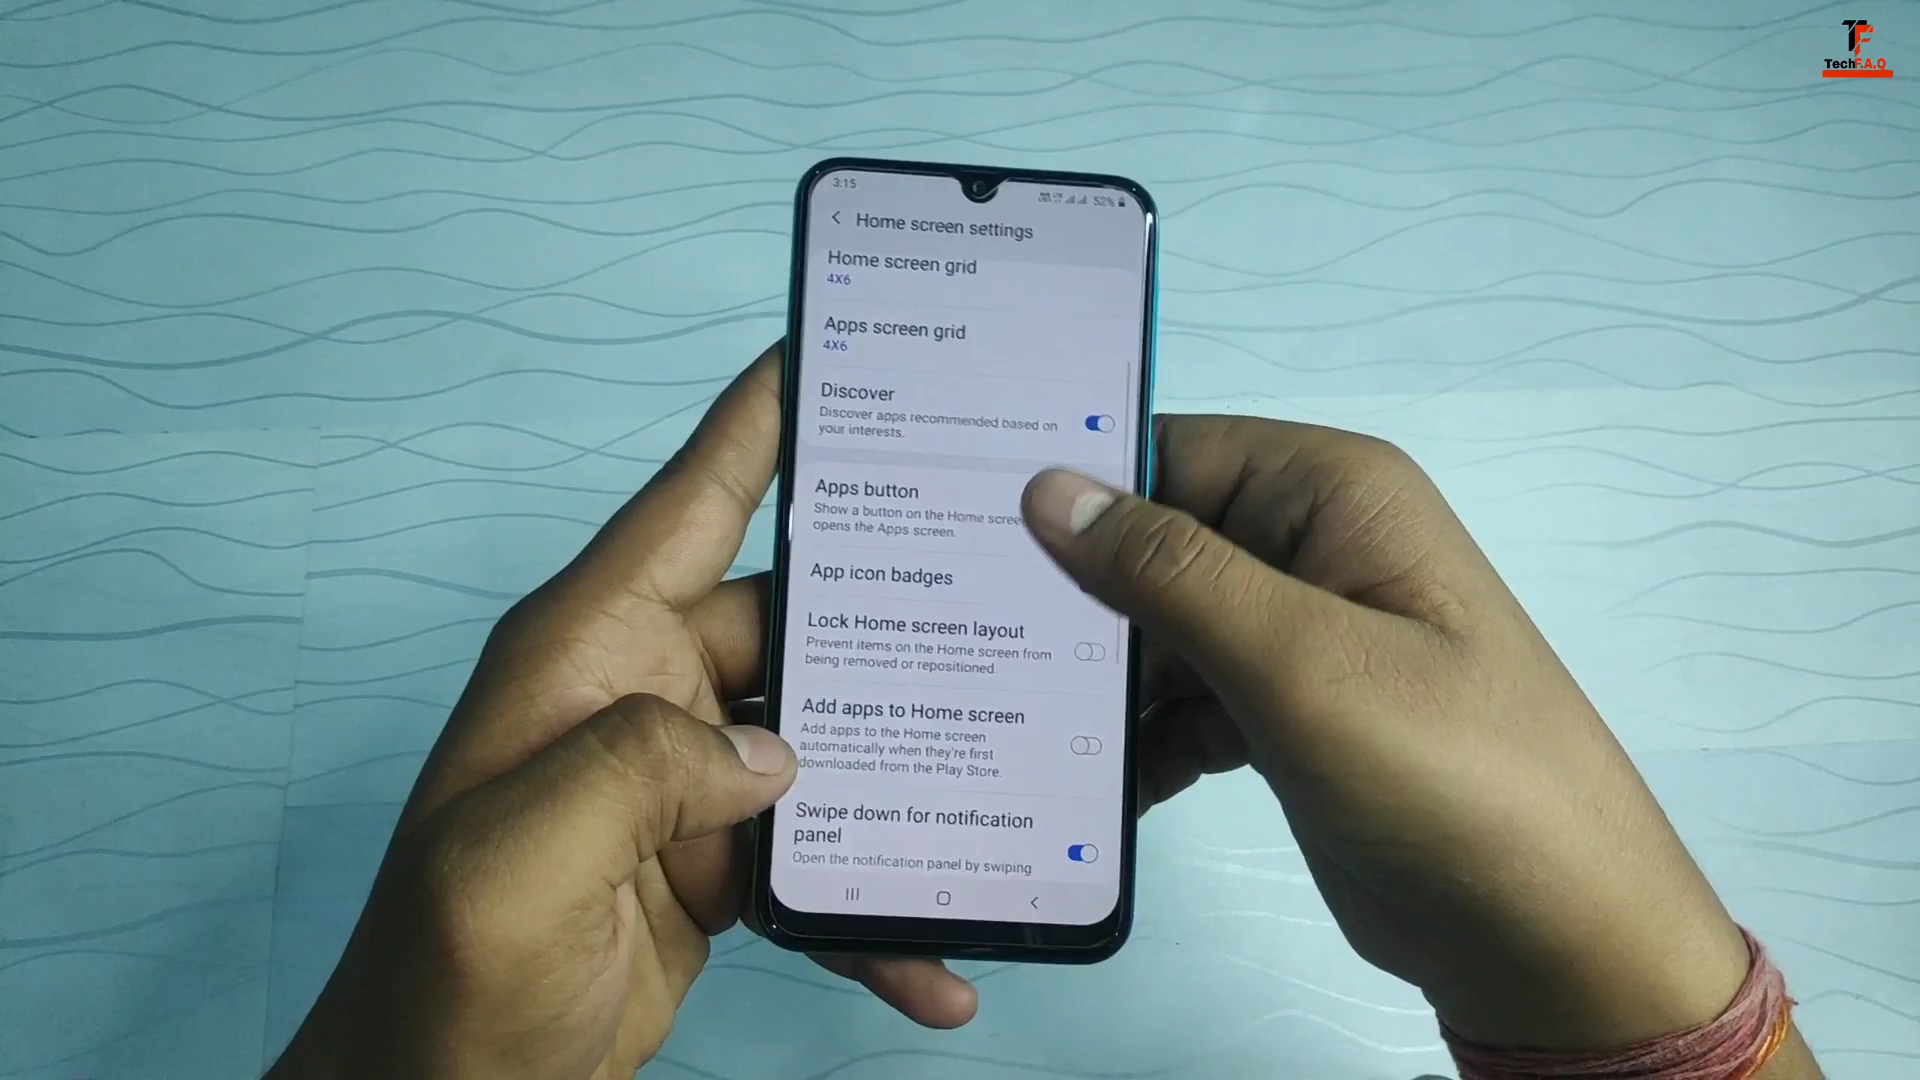 TF
TechF.A.Q
3:15
52%
Home screen settings
Home screen grid
4X6
Apps screen grid
4X6
Discover
Discover apps recommended based on
your interests.
Apps button
Show a button on the Home
opens the Apps screen.
App icon badges
Lock Home screen layout
Prevent items on the Home screen from
being removed or repositioned.
Add apps to Home screen
Add apps to the Home screen
automatically when they're first
downloaded from the Play Store.
Swipe down for notification
panel
Open the notification panel by swiping